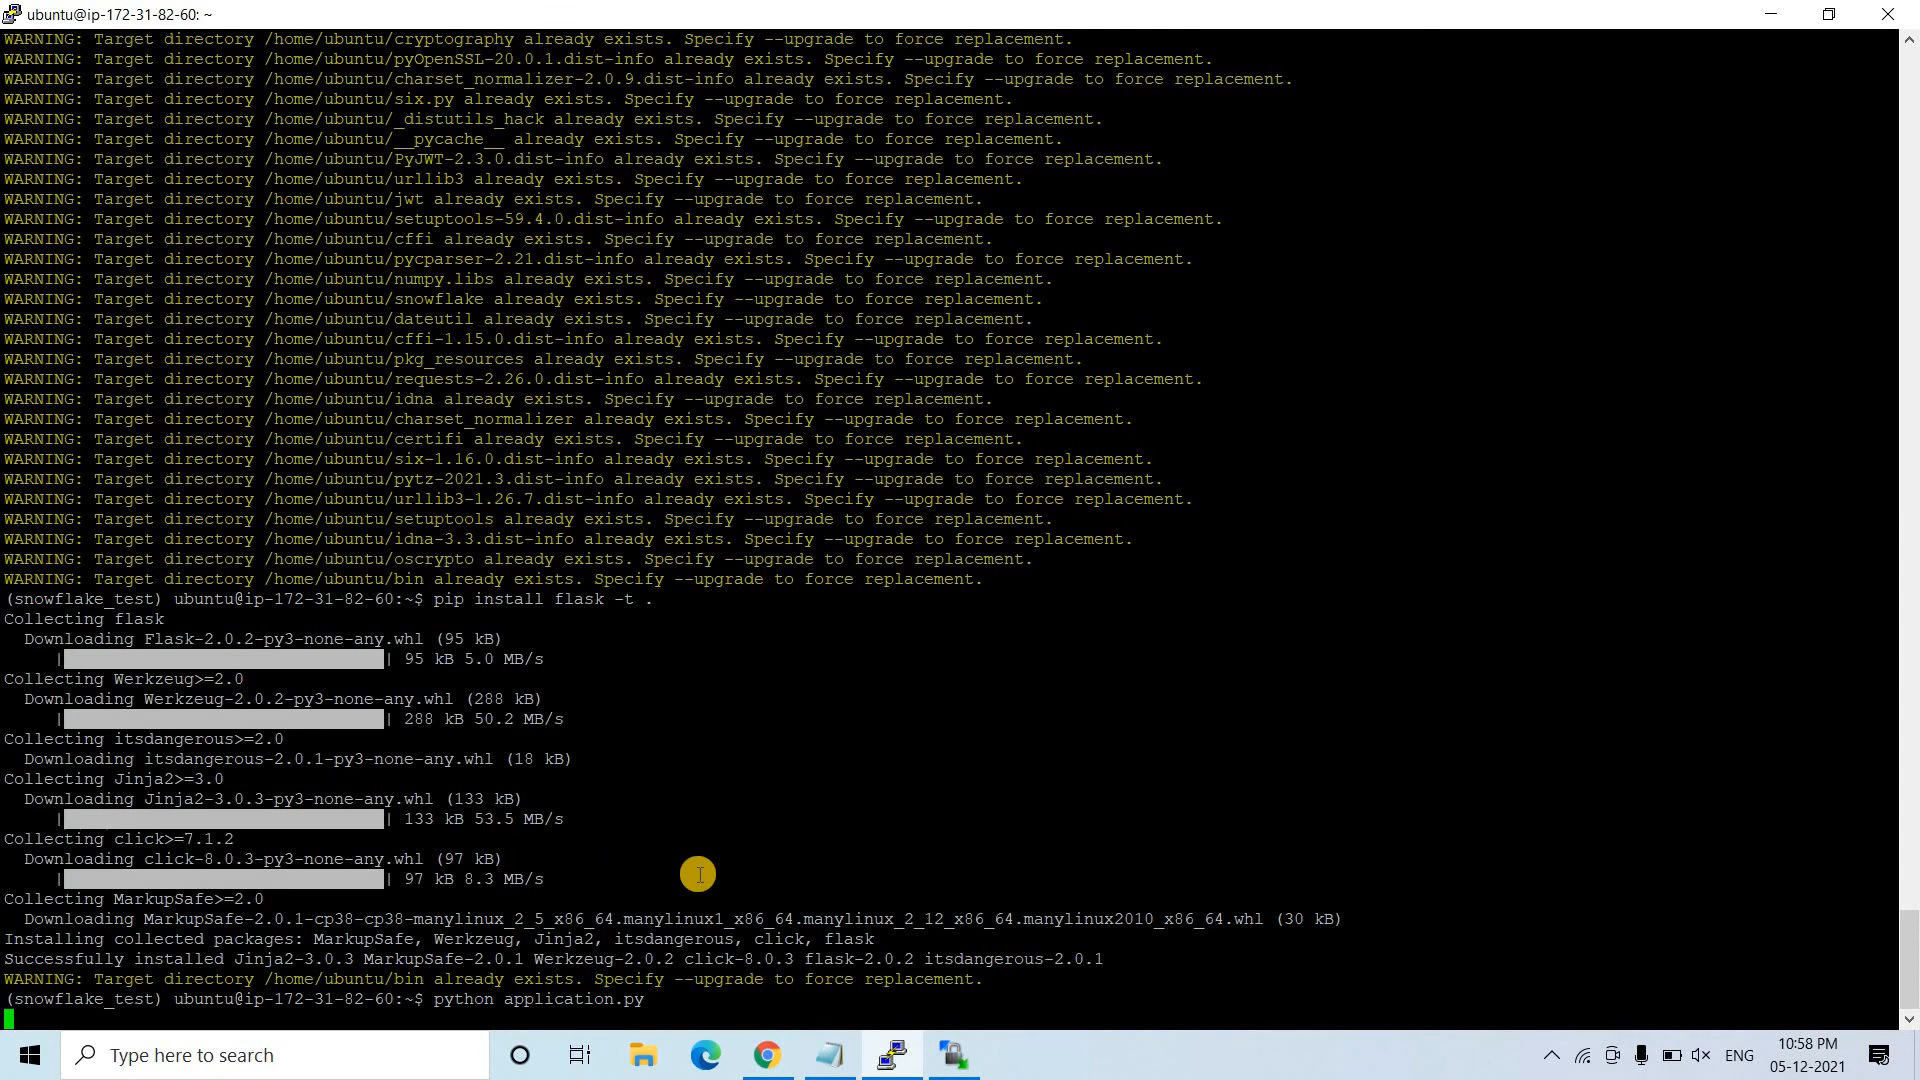 ubuntu@ip-172-31-82-60: ~
WARNING: Target directory /home/ubuntu/cryptography already exists. Specify --upgrade to force replacement.
WARNING: Target directory /home/ubuntu/pyOpenSSL-20.0.1.dist-info already exists. Specify --upgrade to force replacement.
WARNING: Target directory /home/ubuntu/charset_normalizer-2.0.9.dist-info already exists. Specify --upgrade to force replacement.
WARNING: Target directory /home/ubuntu/six.py already exists. Specify --upgrade to force replacement.
WARNING: Target directory /home/ubuntu/_distutils_hack already exists. Specify --upgrade to force replacement.
WARNING: Target directory /home/ubuntu/__pycache__ already exists. Specify --upgrade to force replacement.
WARNING: Target directory /home/ubuntu/PyJWT-2.3.0.dist-info already exists. Specify --upgrade to force replacement.
WARNING: Target directory /home/ubuntu/urllib3 already exists. Specify --upgrade to force replacement.
WARNING: Target directory /home/ubuntu/jwt already exists. Specify --upgrade to force replacement.
WARNING: Target directory /home/ubuntu/setuptools-59.4.0.dist-info already exists. Specify --upgrade to force replacement.
WARNING: Target directory /home/ubuntu/cffi already exists. Specify --upgrade to force replacement.
WARNING: Target directory /home/ubuntu/pycparser-2.21.dist-info already exists. Specify --upgrade to force replacement.
WARNING: Target directory /home/ubuntu/numpy.libs already exists. Specify --upgrade to force replacement.
WARNING: Target directory /home/ubuntu/snowflake already exists. Specify --upgrade to force replacement.
WARNING: Target directory /home/ubuntu/dateutil already exists. Specify --upgrade to force replacement.
WARNING: Target directory /home/ubuntu/cffi-1.15.0.dist-info already exists. Specify --upgrade to force replacement.
WARNING: Target directory /home/ubuntu/pkg_resources already exists. Specify --upgrade to force replacement.
WARNING: Target directory /home/ubuntu/requests-2.26.0.dist-info already exists. Specify --upgrade to force replacement.
WARNING: Target directory /home/ubuntu/idna already exists. Specify --upgrade to force replacement.
WARNING: Target directory /home/ubuntu/charset_normalizer already exists. Specify --upgrade to force replacement.
WARNING: Target directory /home/ubuntu/certifi already exists. Specify --upgrade to force replacement.
WARNING: Target directory /home/ubuntu/six-1.16.0.dist-info already exists. Specify --upgrade to force replacement.
WARNING: Target directory /home/ubuntu/pytz-2021.3.dist-info already exists. Specify --upgrade to force replacement.
WARNING: Target directory /home/ubuntu/urllib3-1.26.7.dist-info already exists. Specify --upgrade to force replacement.
WARNING: Target directory /home/ubuntu/setuptools already exists. Specify --upgrade to force replacement.
WARNING: Target directory /home/ubuntu/idna-3.3.dist-info already exists. Specify --upgrade to force replacement.
WARNING: Target directory /home/ubuntu/oscrypto already exists. Specify --upgrade to force replacement.
WARNING: Target directory /home/ubuntu/bin already exists. Specify --upgrade to force replacement.
(snowflake_test) ubuntu@ip-172-31-82-60:~$ pip install flask -t .
Collecting flask
Downloading Flask-2.0.2-py3-none-any.whl (95 kB)
| | 95 kB 5.0 MB/s
Collecting Werkzeug>=2.0
Downloading Werkzeug-2.0.2-py3-none-any.whl (288 kB)
| | 288 kB 50.2 MB/s
Collecting itsdangerous>=2.0
Downloading itsdangerous-2.0.1-py3-none-any.whl (18 kB)
Collecting Jinja2>=3.0
Downloading Jinja2-3.0.3-py3-none-any.whl (133 kB)
| | 133 kB 53.5 MB/s
Collecting click>=7.1.2
Downloading click-8.0.3-py3-none-any.whl (97 kB)
| | 97 kB 8.3 MB/s
Collecting MarkupSafe>=2.0
Downloading MarkupSafe-2.0.1-cp38-cp38-manylinux_2_5_x86_64.manylinux1_x86_64.manylinux_2_12_x86_64.manylinux2010_x86_64.whl (30 kB)
Installing collected packages: MarkupSafe, Werkzeug, Jinja2, itsdangerous, click, flask
Successfully installed Jinja2-3.0.3 MarkupSafe-2.0.1 Werkzeug-2.0.2 click-8.0.3 flask-2.0.2 itsdangerous-2.0.1
WARNING: Target directory /home/ubuntu/bin already exists. Specify --upgrade to force replacement.
(snowflake_test) ubuntu@ip-172-31-82-60:~$ python application.py
Type here to search
ENG
10:58 PM
05-12-2021